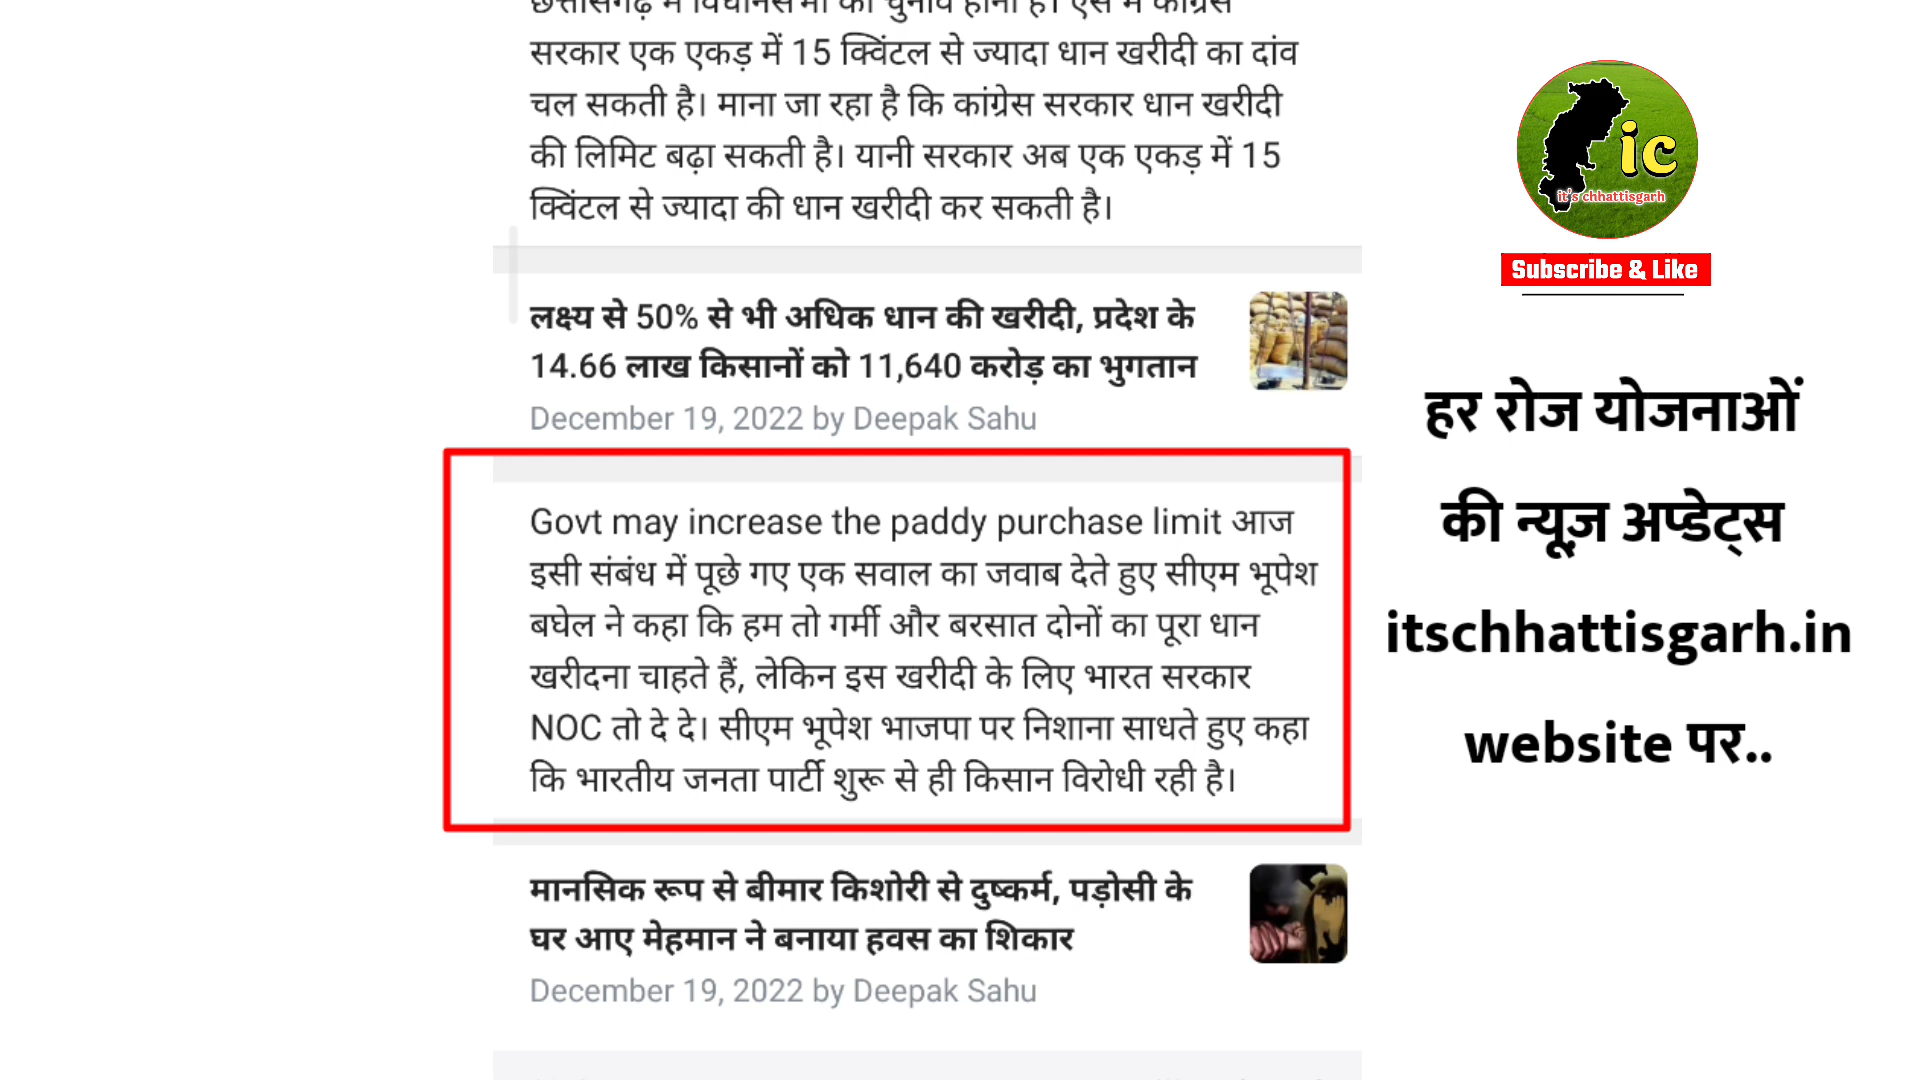 छत्तीसगढ़ में विधानसभा का चुनाव होना है। ऐसे में कांग्रेस
सरकार एक एकड़ में 15 क्विंटल से ज्यादा धान खरीदी का दांव
चल सकती है। माना जा रहा है कि कांग्रेस सरकार धान खरीदी
की लिमिट बढ़ा सकती है। यानी सरकार अब एक एकड़ में 15
क्विंटल से ज्यादा की धान खरीदी कर सकती है।
लक्ष्य से 50% से भी अधिक धान की खरीदी, प्रदेश के
14.66 लाख किसानों को 11,640 करोड़ का भुगतान
December 19, 2022 by Deepak Sahu
Govt may increase the paddy purchase limit आज
इसी संबंध में पूछे गए एक सवाल का जवाब देते हुए सीएम भूपेश
बघेल ने कहा कि हम तो गर्मी और बरसात दोनों का पूरा धान
खरीदना चाहते हैं, लेकिन इस खरीदी के लिए भारत सरकार
NOC तो दे दे। सीएम भूपेश भाजपा पर निशाना साधते हुए कहा
कि भारतीय जनता पार्टी शुरू से ही किसान विरोधी रही है।
मानसिक रूप से बीमार किशोरी से दुष्कर्म, पड़ोसी के
घर आए मेहमान ने बनाया हवस का शिकार
December 19, 2022 by Deepak Sahu
ic
it's chhattisgarh
Subscribe & Like
हर रोज योजनाओं
की न्यूज़ अप्डेट्स
itschhattisgarh.in
website पर..